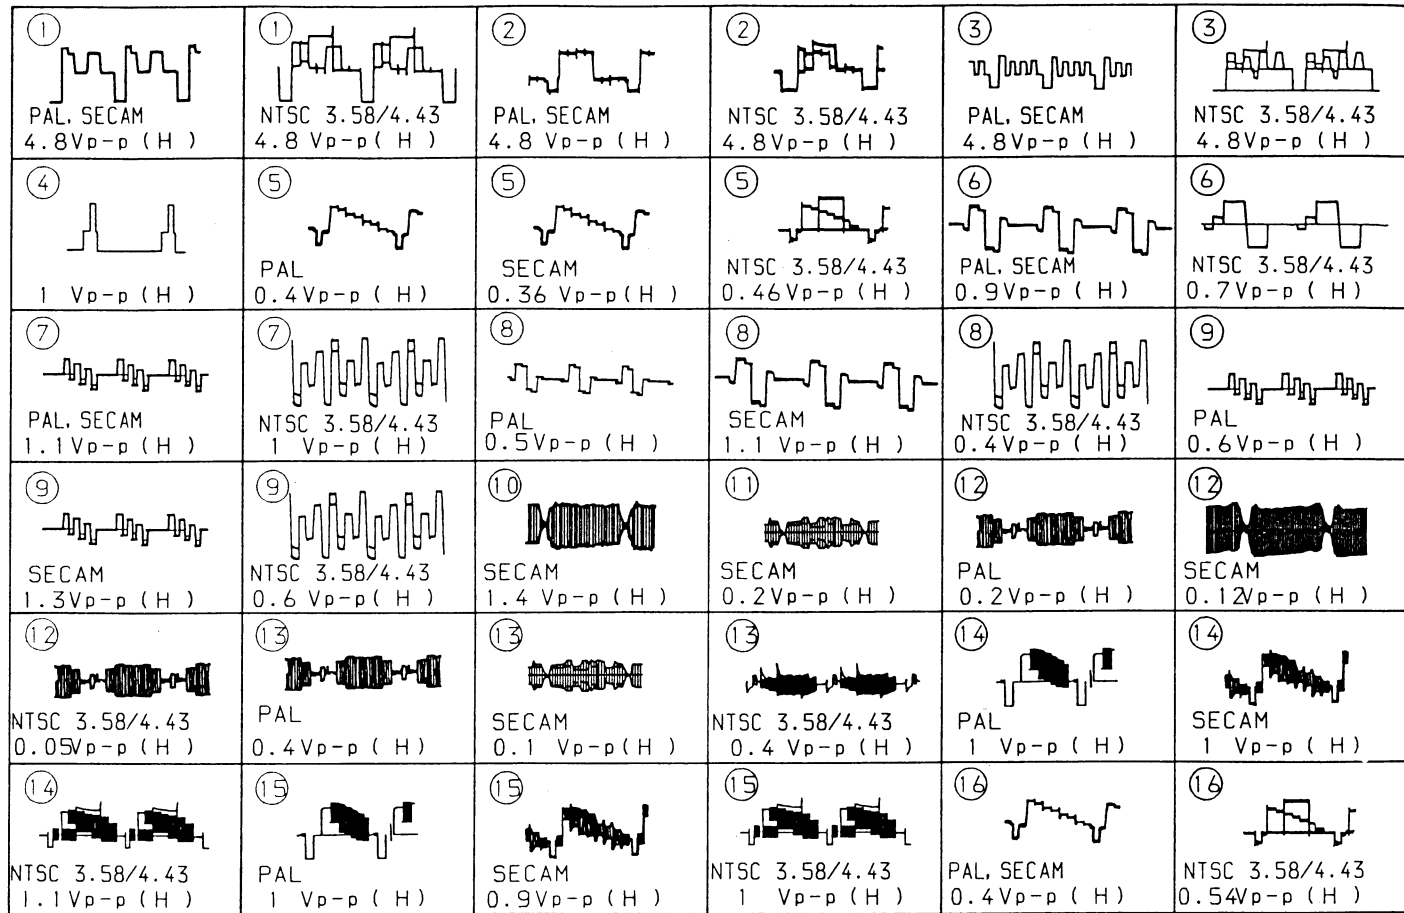 ① 
PAL, SECAM
4.8Vp-p ( H )
①
NTSC 3.58/4.43
4.8 Vp-p( H )
②
PAL, SECAM
4.8 Vp-p ( H )
②
NTSC 3.58/4.43
4.8Vp-p ( H )
③
PAL, SECAM
4.8Vp-p ( H )
③
NTSC 3.58/4.43
4.8Vp-p ( H )
④
1 Vp-p ( H )
⑤
PAL
0.4Vp-p ( H )
⑤
SECAM
0.36 Vp-p( H )
⑤
NTSC 3.58/4.43
0.46Vp-p ( H )
⑥
PAL, SECAM
0.9Vp-p ( H )
⑥
NTSC 3.58/4.43
0.7Vp-p ( H )
⑦
PAL, SECAM
1.1Vp-p ( H )
⑦
NTSC 3.58/4.43
1 Vp-p ( H )
⑧
PAL
0.5Vp-p ( H )
⑧
SECAM
1.1 Vp-p ( H )
⑧
NTSC 3.58/4.43
0.4Vp-p ( H )
⑨
PAL
0.6Vp-p ( H )
⑨
SECAM
1.3Vp-p ( H )
⑨
NTSC 3.58/4.43
0.6 Vp-p( H )
⑩
SECAM
1.4 Vp-p ( H )
⑪
SECAM
0.2Vp-p ( H )
⑫
PAL
0.2Vp-p ( H )
⑫
SECAM
0.12Vp-p ( H )
⑫
NTSC 3.58/4.43
0.05Vp-p ( H )
⑬
PAL
0.4Vp-p ( H )
⑬
SECAM
0.1 Vp-p( H )
⑬
NTSC 3.58/4.43
0.4 Vp-p ( H )
⑭
PAL
1 Vp-p ( H )
⑭
SECAM
1 Vp-p ( H )
⑭
NTSC 3.58/4.43
1.1Vp-p ( H )
⑮
PAL
1 Vp-p ( H )
⑮
SECAM
0.9Vp-p ( H )
⑮
NTSC 3.58/4.43
1 Vp-p ( H )
⑯
PAL, SECAM
0.4Vp-p ( H )
⑯
NTSC 3.58/4.43
0.54Vp-p ( H )